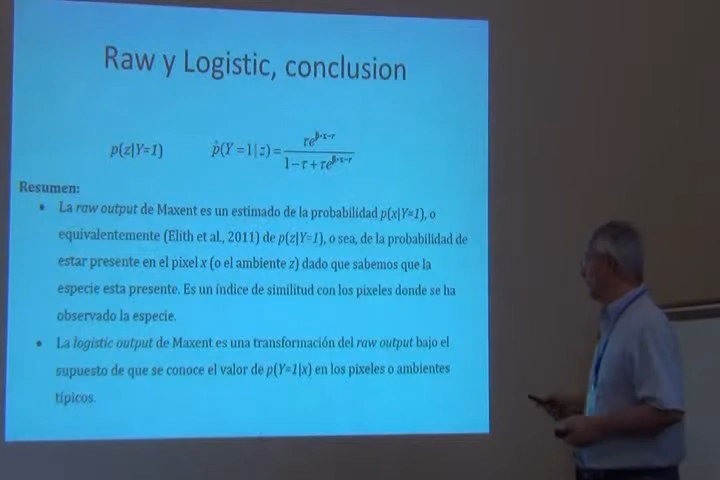 Raw y Logistic, conclusion
p(z|Y=1) p̂(Y=1|z) = τe^{β·x−r} / (1−τ+τe^{β·x−r})
Resumen:
• La raw output de Maxent es un estimado de la probabilidad p(x|Y=1), o
equivalentemente (Elith et al., 2011) de p(z|Y=1), o sea, de la probabilidad de
estar presente en el pixel x (o el ambiente z) dado que sabemos que la
especie esta presente. Es un índice de similitud con los pixeles donde se ha
observado la especie.
• La logistic output de Maxent es una transformación del raw output bajo el
supuesto de que se conoce el valor de p(Y=1|x) en los pixeles o ambientes
típicos.